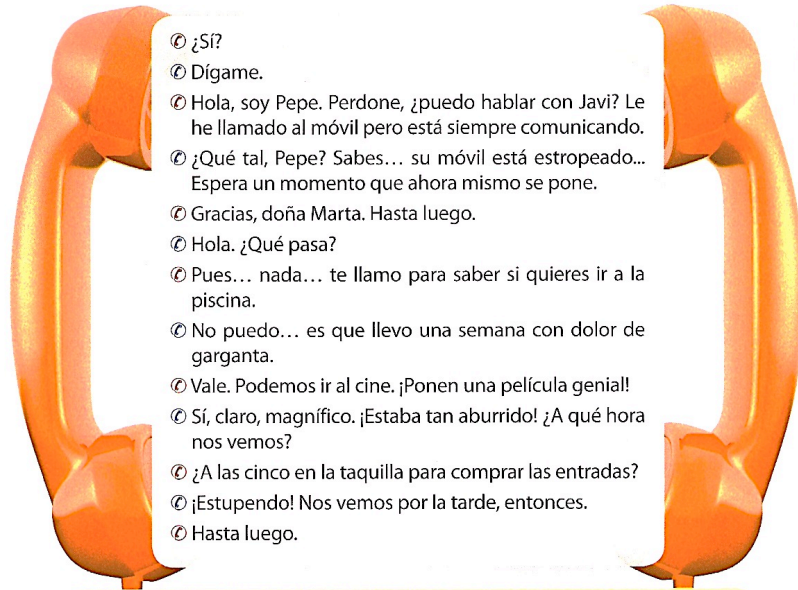 ✆ ¿Sí?
✆ Dígame.
✆ Hola, soy Pepe. Perdone, ¿puedo hablar con Javi? Le
he llamado al móvil pero está siempre comunicando.
✆ ¿Qué tal, Pepe? Sabes… su móvil está estropeado...
Espera un momento que ahora mismo se pone.
✆ Gracias, doña Marta. Hasta luego.
✆ Hola. ¿Qué pasa?
✆ Pues… nada… te llamo para saber si quieres ir a la
piscina.
✆ No puedo… es que llevo una semana con dolor de
garganta.
✆ Vale. Podemos ir al cine. ¡Ponen una película genial!
✆ Sí, claro, magnífico. ¡Estaba tan aburrido! ¿A qué hora
nos vemos?
✆ ¿A las cinco en la taquilla para comprar las entradas?
✆ ¡Estupendo! Nos vemos por la tarde, entonces.
✆ Hasta luego.